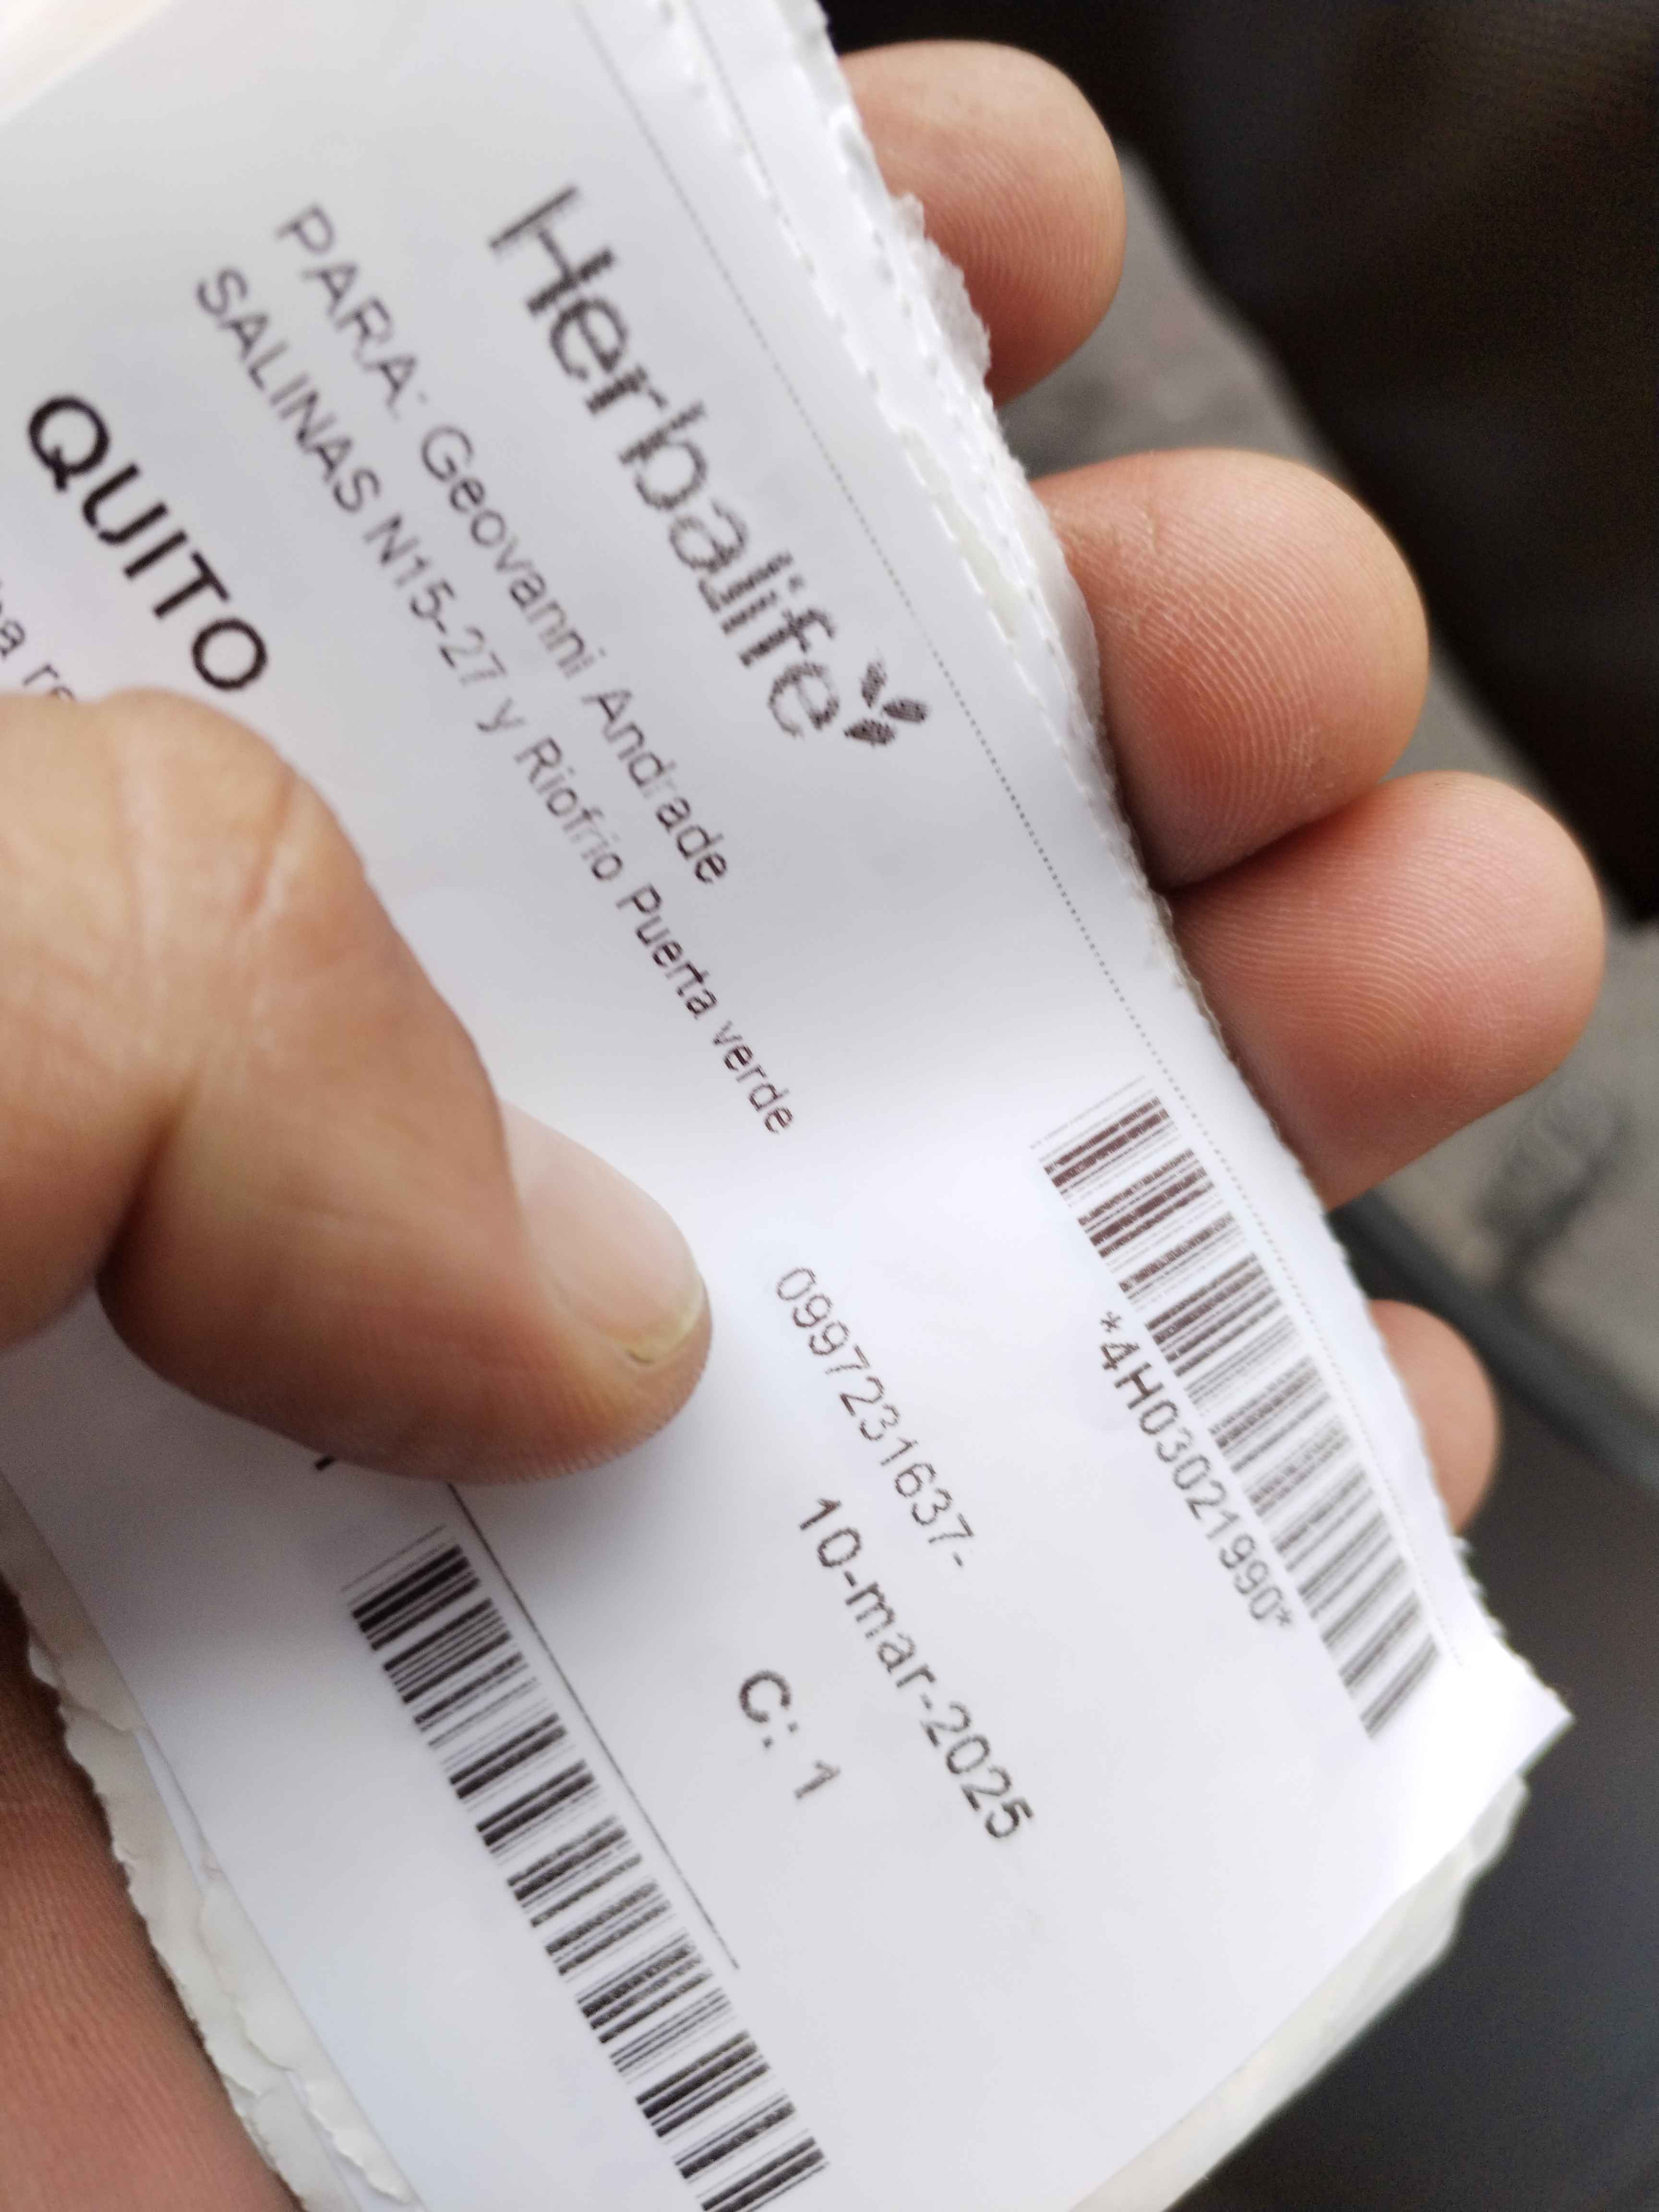 Herbalife
*4H03021990*
PARA: Geovanni Andrade
SALINAS N15-27 y Riofrio Puerta verde
0997231637-
10-mar-2025
QUITO
C: 1